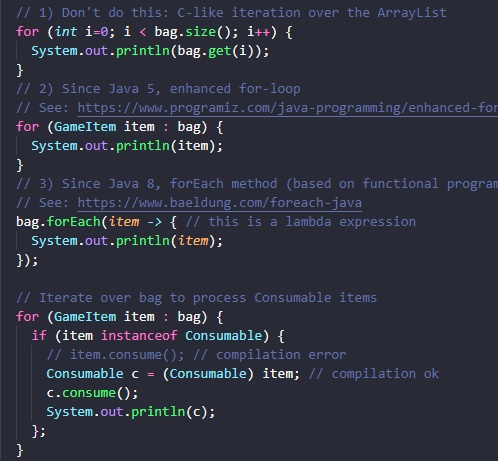 // 1) Don't do this: C-like iteration over the ArrayList
for (int i=0; i < bag.size(); i++) {
  System.out.println(bag.get(i));
}
// 2) Since Java 5, enhanced for-loop
// See: https://www.programiz.com/java-programming/enhanced-for
for (GameItem item : bag) {
  System.out.println(item);
}
// 3) Since Java 8, forEach method (based on functional program
// See: https://www.baeldung.com/foreach-java
bag.forEach(item -> { // this is a lambda expression
  System.out.println(item);
});

// Iterate over bag to process Consumable items
for (GameItem item : bag) {
  if (item instanceof Consumable) {
    // item.consume(); // compilation error
    Consumable c = (Consumable) item; // compilation ok
    c.consume();
    System.out.println(c);
  };
}